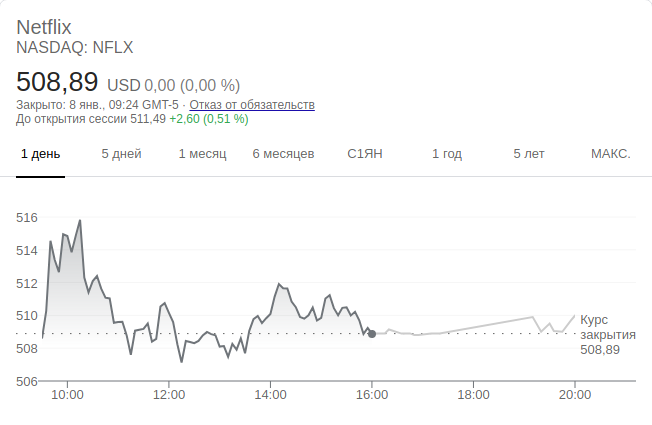 Netflix
NASDAQ: NFLX
508,89 USD 0,00 (0,00 %)
Закрыто: 8 янв., 09:24 GMT-5 · Отказ от обязательств
До открытия сессии 511,49 +2,60 (0,51 %)
1 день 5 дней 1 месяц 6 месяцев С1ЯН 1 год 5 лет МАКС.
516
514
512
510
508
506
Курс
закрытия
508,89
10:00 12:00 14:00 16:00 18:00 20:00